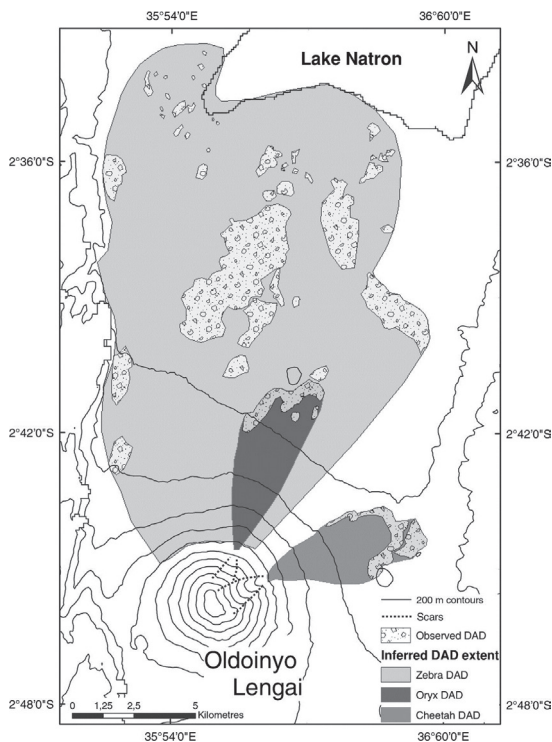 35°54'0"E 36°0'0"E
Lake Natron
N
2°36'0"S 2°36'0"S
2°42'0"S 2°42'0"S
200 m contours
Scars
Observed DAD
Inferred DAD extent
Zebra DAD
Oryx DAD
Cheetah DAD
Oldoinyo
Lengai
2°48'0"S 2°48'0"S
0 1,25 2,5 5
Kilometres
35°54'0"E 36°0'0"E